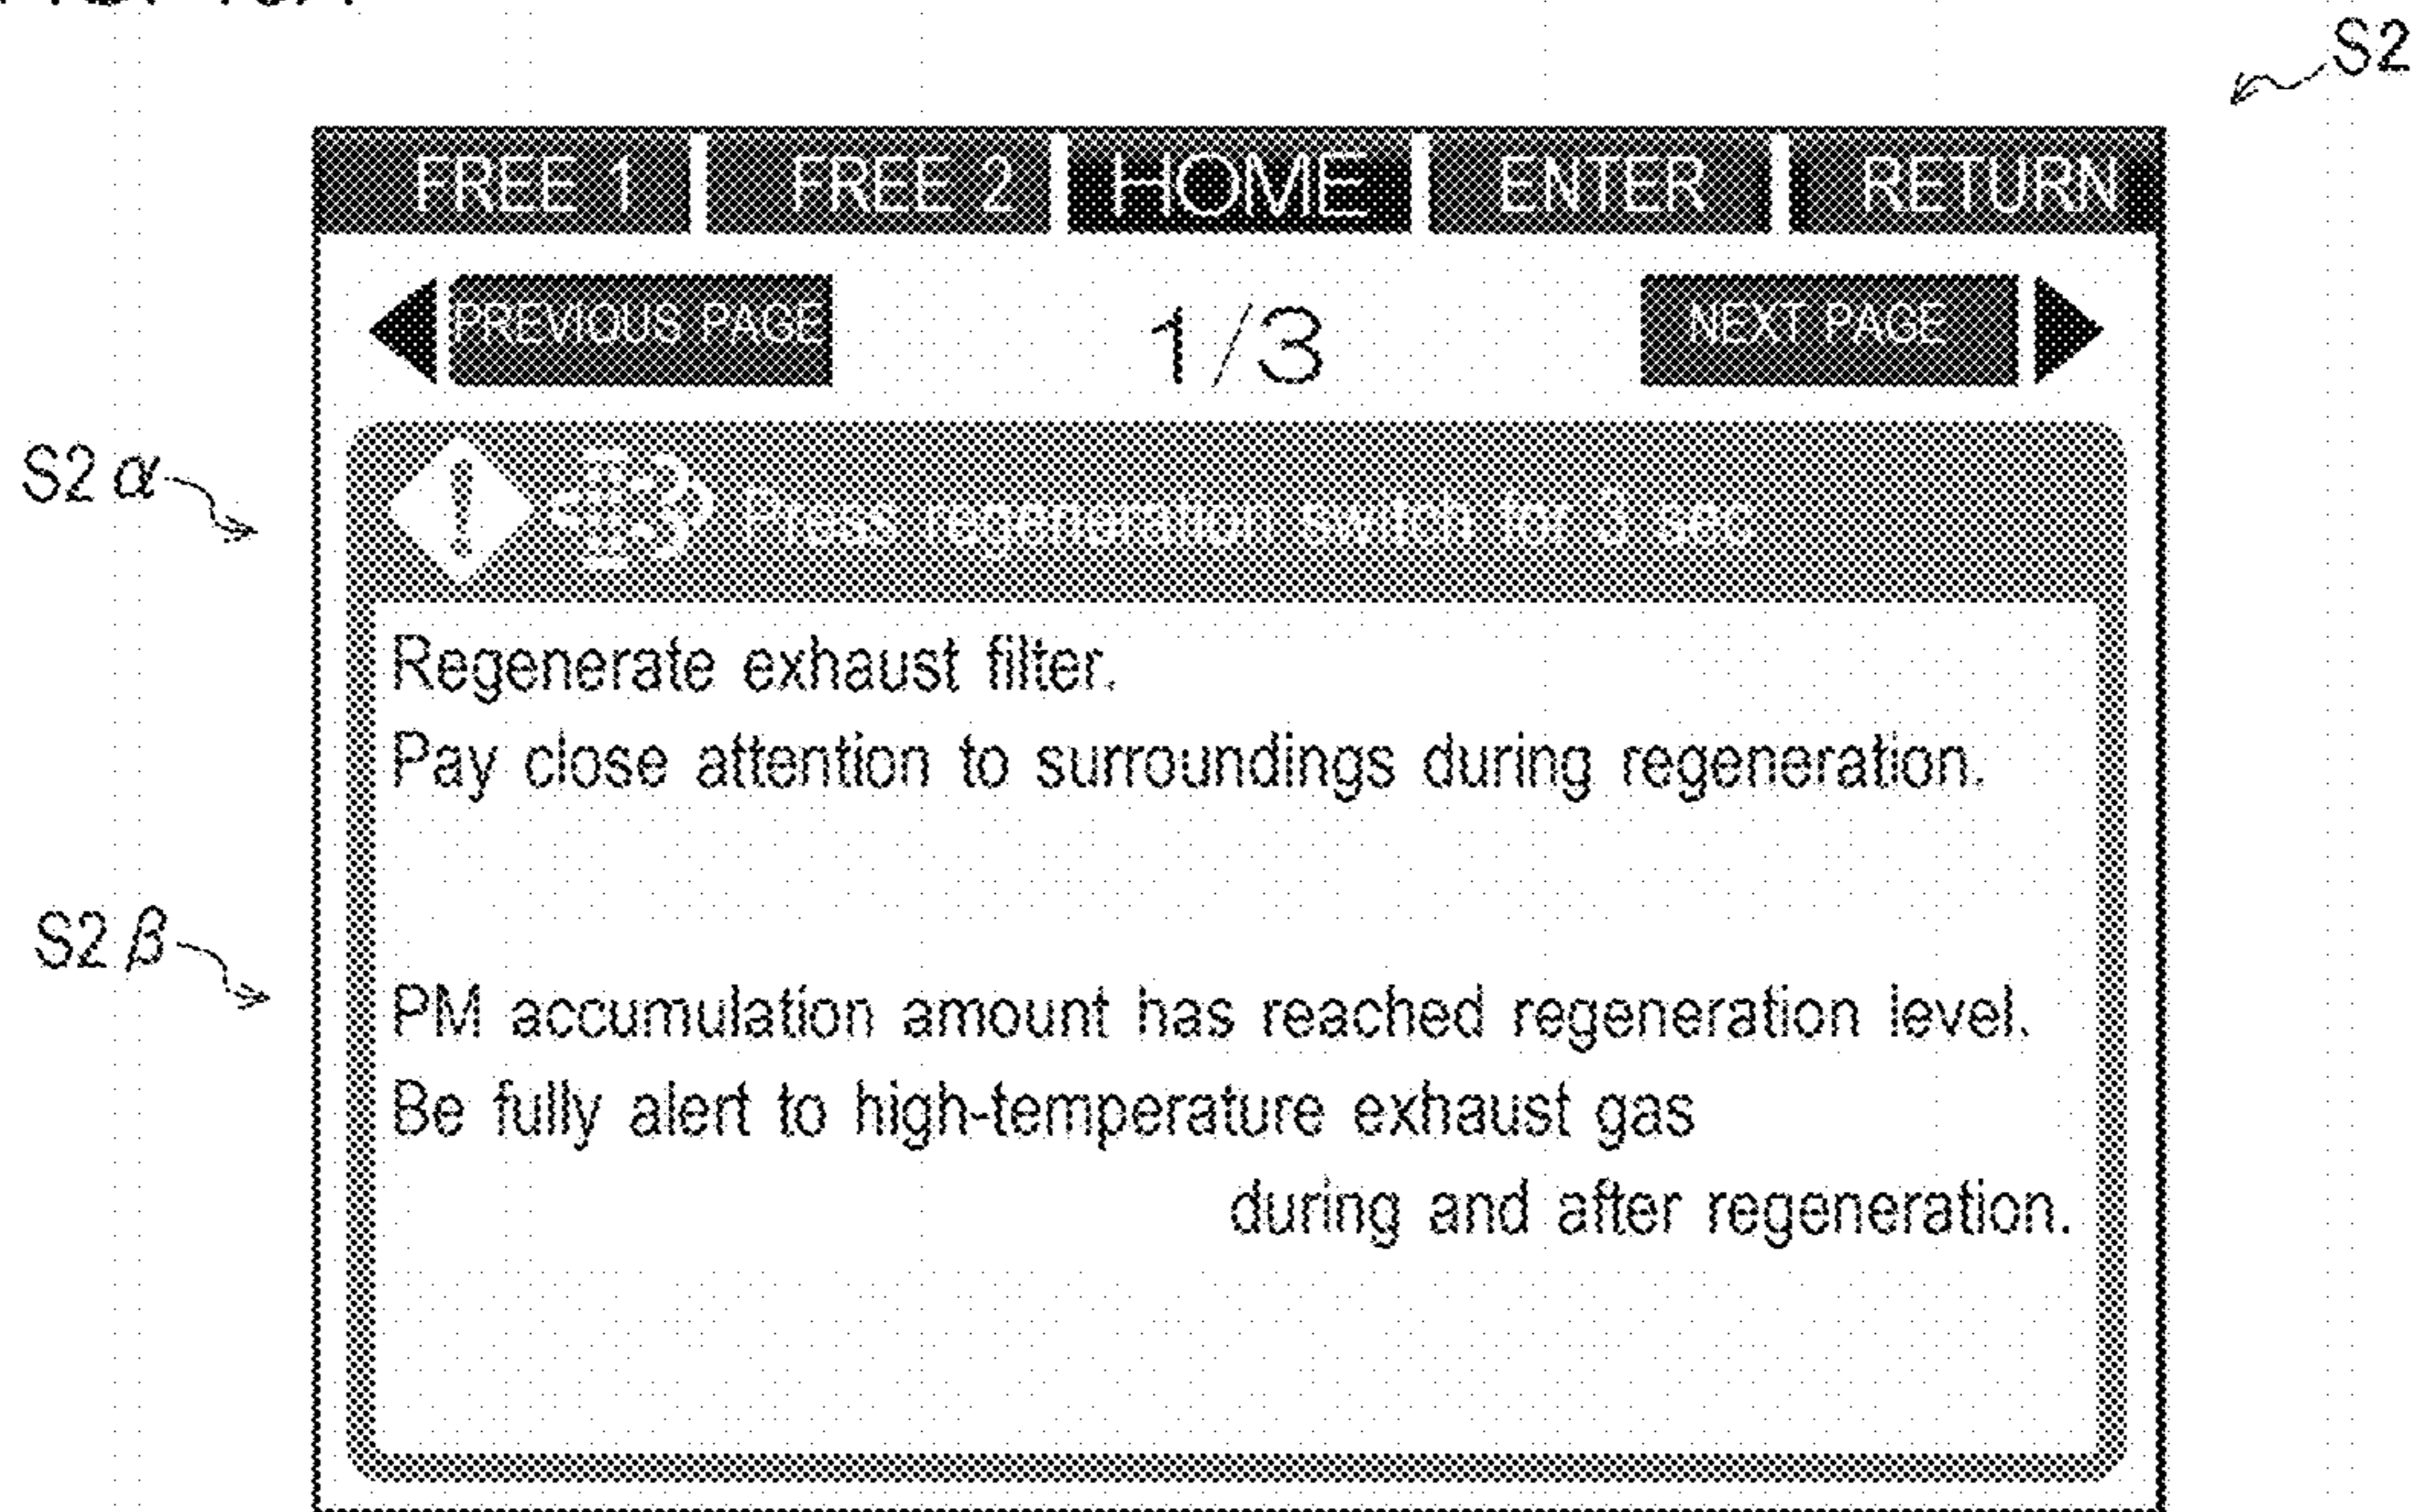 S2
FREE 1 FREE 2 HOME ENTER RETURN
PREVIOUS PAGE 1/3 NEXT PAGE
S2α
! Press regeneration switch for 3 sec
Regenerate exhaust filter.
Pay close attention to surroundings during regeneration.
S2β
PM accumulation amount has reached regeneration level.
Be fully alert to high-temperature exhaust gas
during and after regeneration.